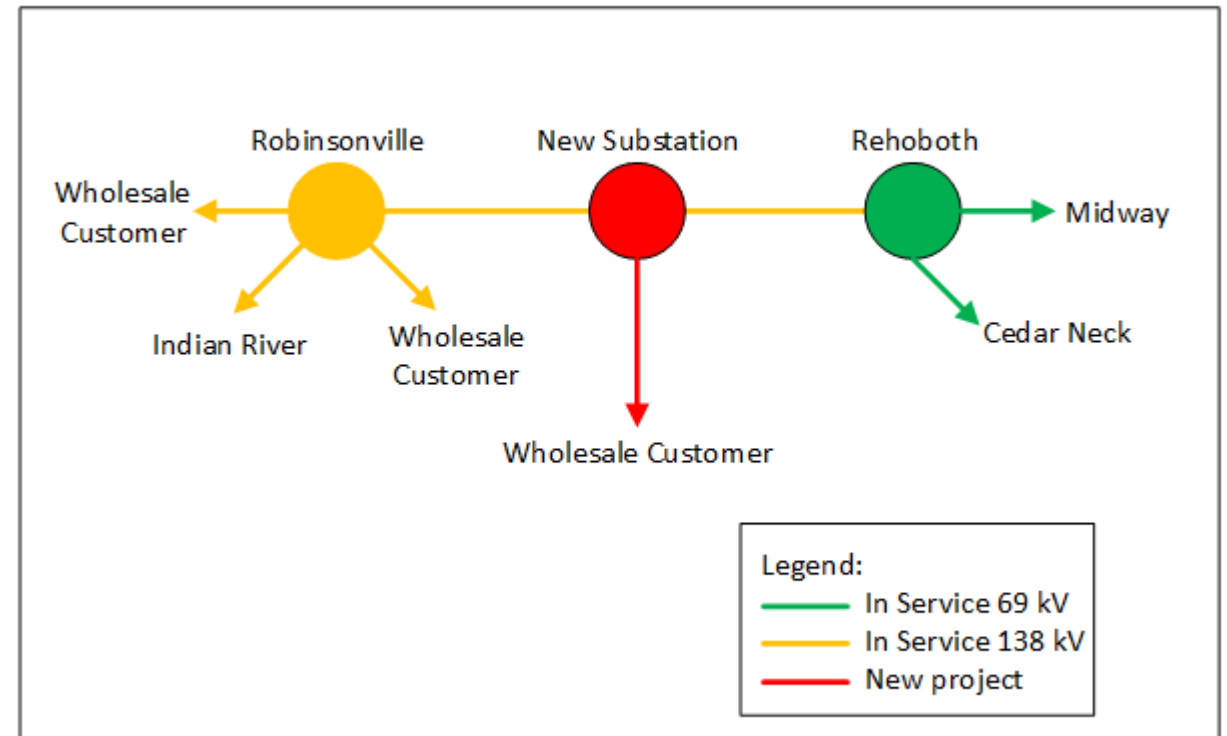 Robinsonville
New Substation
Rehoboth
Wholesale
Customer
Midway
Indian River
Wholesale
Customer
Cedar Neck
Wholesale Customer
Legend:
In Service 69 kV
In Service 138 kV
New project